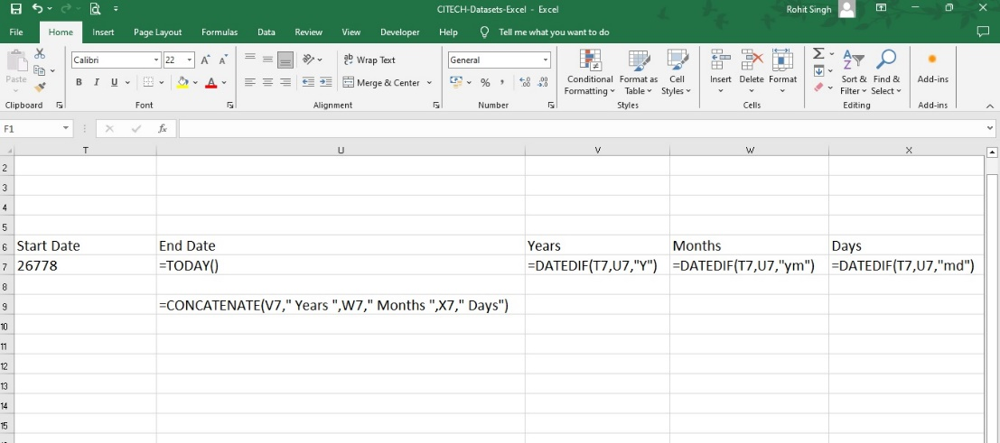 CITECH-Datasets-Excel - Excel
Rohit Singh
File Home Insert Page Layout Formulas Data Review View Developer Help Tell me what you want to do
Paste
Calibri 22 A A
B I U A
ab Wrap Text
Merge & Center
General
% , .00
Conditional Formatting
Format as Table
Cell Styles
Insert Delete Format
Sort & Filter
Find & Select
Add-ins
Clipboard Font Alignment Number Styles Cells Editing Add-ins
F1 fx
T U V W X
2
3
4
5
6 Start Date End Date Years Months Days
7 26778 =TODAY() =DATEDIF(T7,U7,"Y") =DATEDIF(T7,U7,"ym") =DATEDIF(T7,U7,"md")
8
9 =CONCATENATE(V7," Years ",W7," Months ",X7," Days")
10
11
12
13
14
15